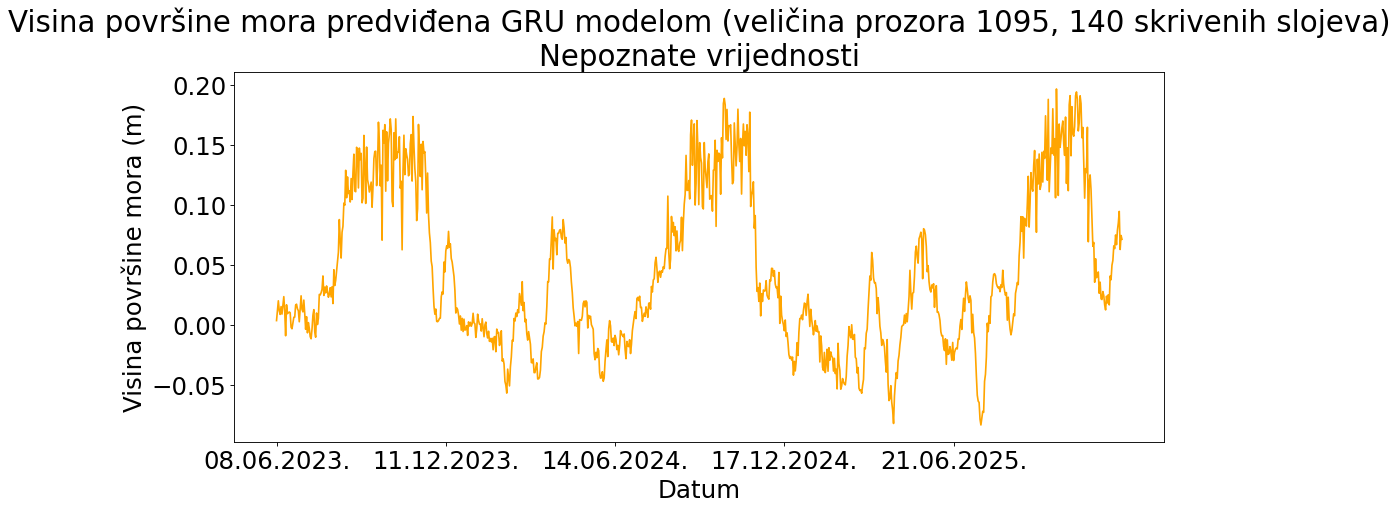 Visina površine mora predviđena GRU modelom (veličina prozora 1095, 140 skrivenih slojeva)
Nepoznate vrijednosti
Visina površine mora (m)
0.20
0.15
0.10
0.05
0.00
−0.05
08.06.2023. 11.12.2023. 14.06.2024. 17.12.2024. 21.06.2025.
Datum